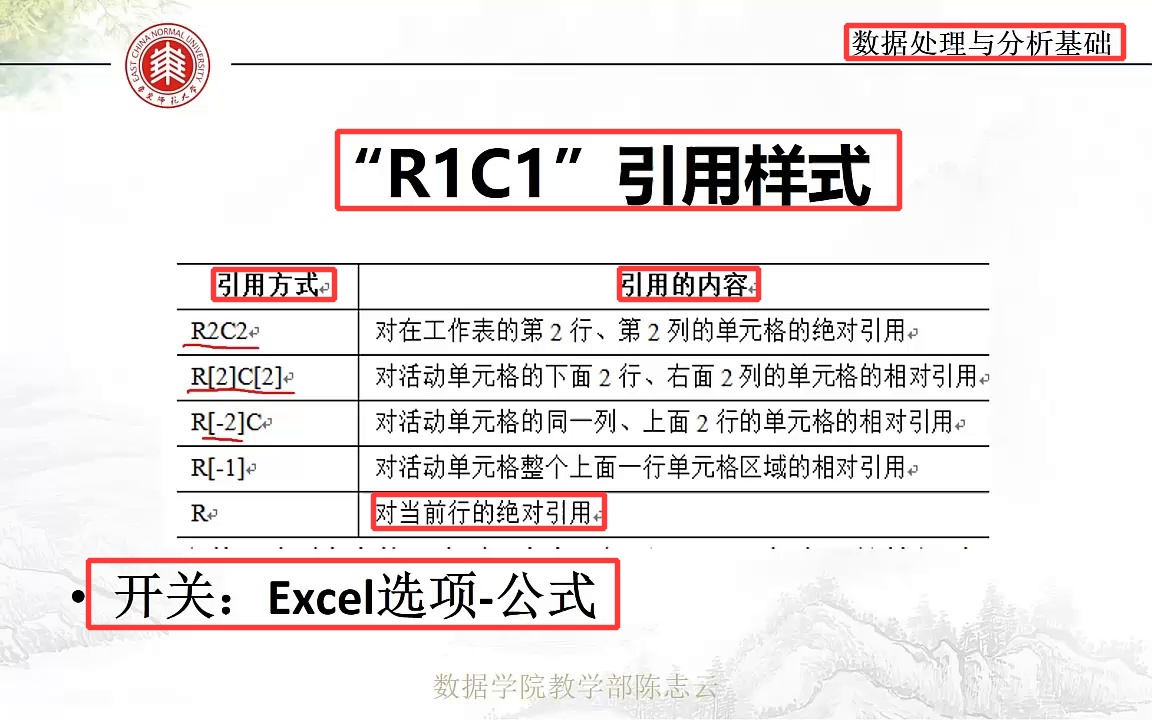 EAST CHINA NORMAL UNIVERSITY
华东师范大学
数据处理与分析基础
“R1C1”引用样式
引用方式 引用的内容
R2C2 对在工作表的第 2 行、第 2 列的单元格的绝对引用
R[2]C[2] 对活动单元格的下面 2 行、右面 2 列的单元格的相对引用
R[-2]C 对活动单元格的同一列、上面 2 行的单元格的相对引用
R[-1] 对活动单元格整个上面一行单元格区域的相对引用
R 对当前行的绝对引用
• 开关：Excel选项-公式
数据学院教学部陈志云